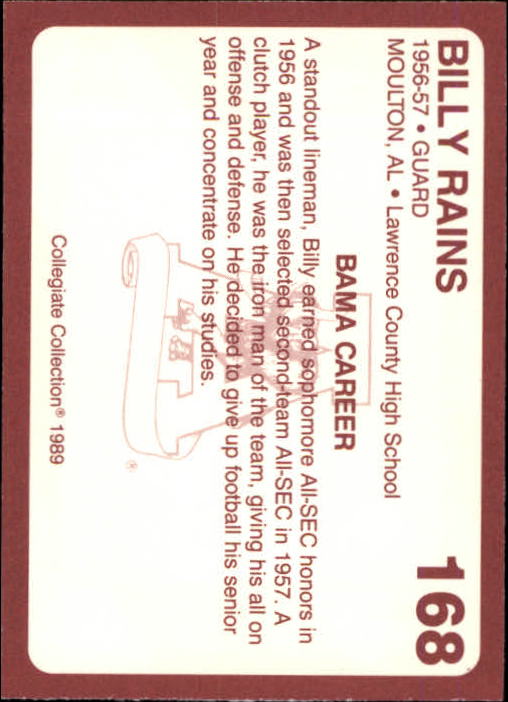 BILLY RAINS
168
1956-57 • GUARD
MOULTON, AL • Lawrence County High School
BAMA CAREER
A standout lineman, Billy earned sophomore All-SEC honors in
1956 and was then selected second-team All-SEC in 1957. A
clutch player, he was the iron man of the team, giving his all on
offense and defense. He decided to give up football his senior
year and concentrate on his studies.
®
Collegiate Collection® 1989